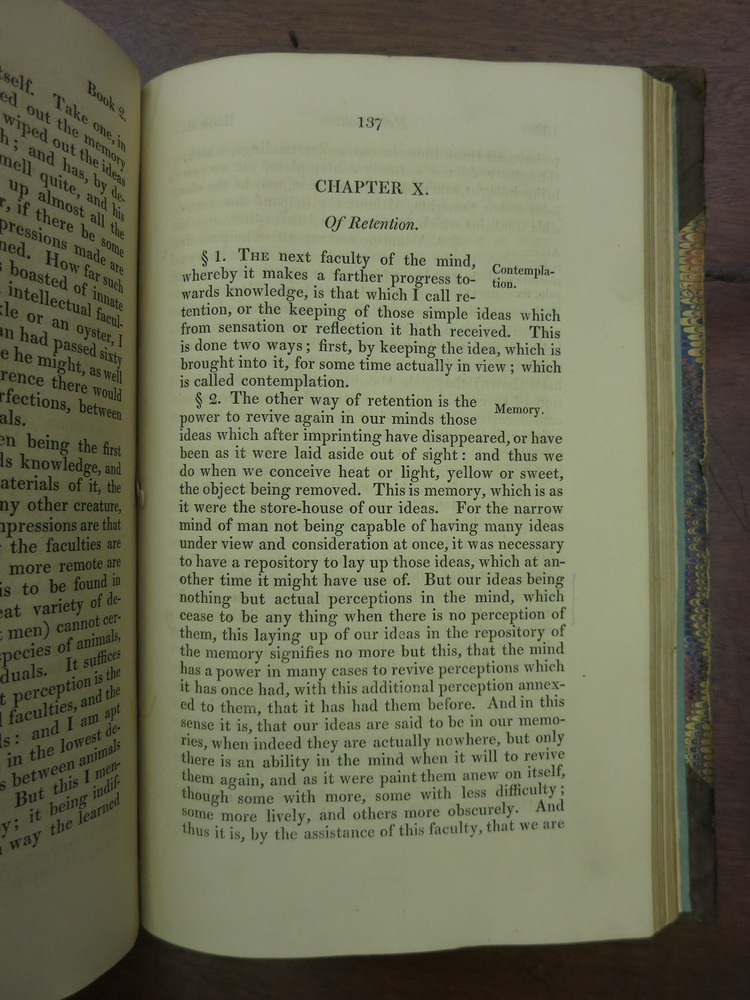 Book 2.
tself. Take one, in
ed out the memory
wiped out the ideas
h; and has, by de-
mell quite, and his
up almost all the
r, if there be some
pressions made are
ned. How far such
s boasted of innate
intellectual facul-
kle or an oyster, I
an had passed sixty
e he might, as well
rence there would
rfections, between
als.
en being the first
ds knowledge, and
aterials of it, the
ny other creature,
mpressions are that
the faculties are
more remote are
is to be found in
eat variety of de-
t men) cannot cer-
species of animals,
duals. It suffices
t perception is the
l faculties, and the
ls: and I am apt
in the lowest de-
s between animals
But this I men-
y; it being indif-
way the learned
137
CHAPTER X.
Of Retention.
§ 1. THE next faculty of the mind,
whereby it makes a farther progress to-
wards knowledge, is that which I call re-
Contempla-
tion.
tention, or the keeping of those simple ideas which
from sensation or reflection it hath received. This
is done two ways; first, by keeping the idea, which is
brought into it, for some time actually in view; which
is called contemplation.
§ 2. The other way of retention is the
power to revive again in our minds those
Memory.
ideas which after imprinting have disappeared, or have
been as it were laid aside out of sight: and thus we
do when we conceive heat or light, yellow or sweet,
the object being removed. This is memory, which is as
it were the store-house of our ideas. For the narrow
mind of man not being capable of having many ideas
under view and consideration at once, it was necessary
to have a repository to lay up those ideas, which at an-
other time it might have use of. But our ideas being
nothing but actual perceptions in the mind, which
cease to be any thing when there is no perception of
them, this laying up of our ideas in the repository of
the memory signifies no more but this, that the mind
has a power in many cases to revive perceptions which
it has once had, with this additional perception annex-
ed to them, that it has had them before. And in this
sense it is, that our ideas are said to be in our memo-
ries, when indeed they are actually nowhere, but only
there is an ability in the mind when it will to revive
them again, and as it were paint them anew on itself,
though some with more, some with less difficulty;
some more lively, and others more obscurely. And
thus it is, by the assistance of this faculty, that we are